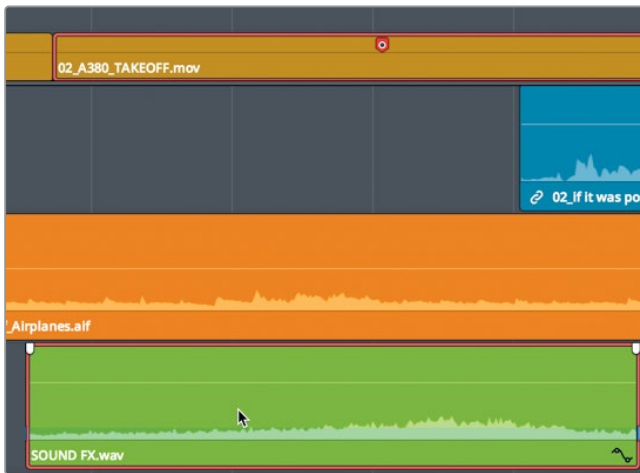 02_A380_TAKEOFF.mov
02_if it was po
_Airplanes.aif
SOUND FX.wav